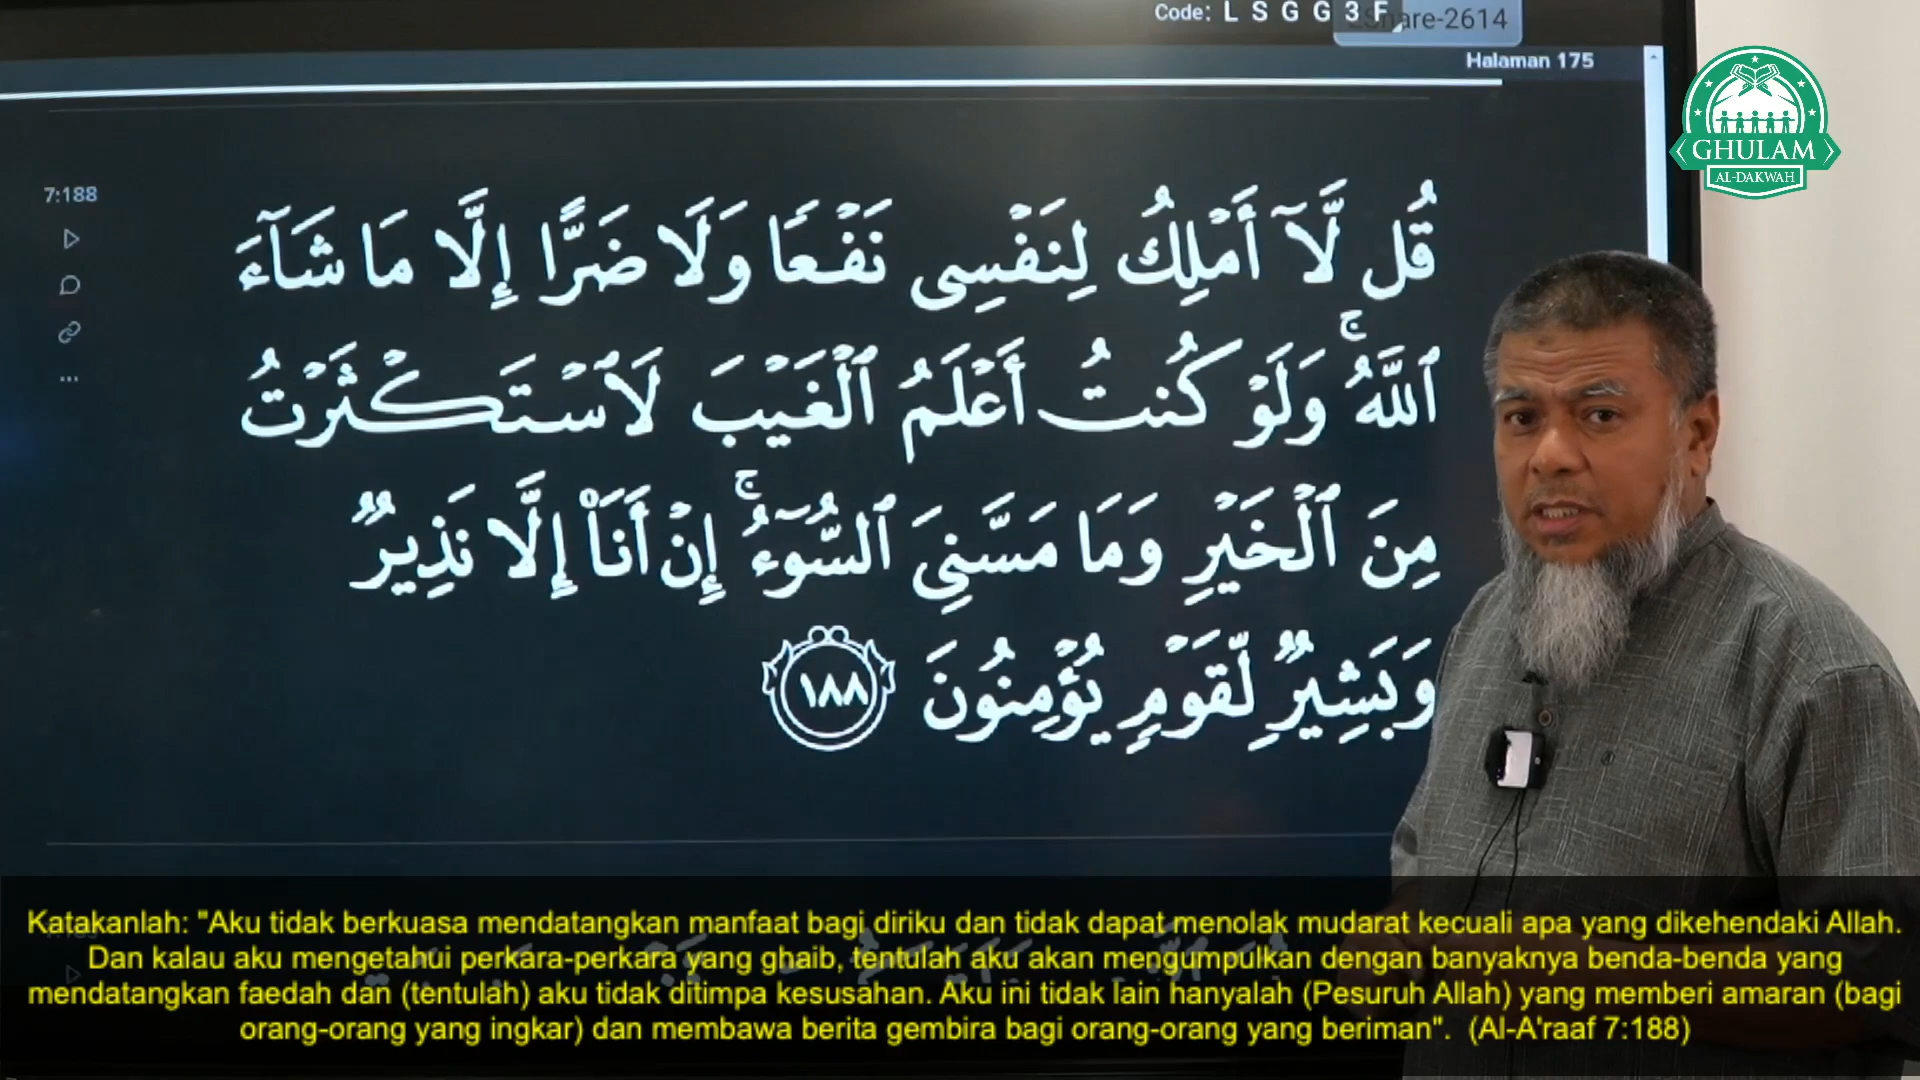 Code: L S G G 3 F
Share-2614
Halaman 175
GHULAM
AL-DAKWAH
7:188
قُل لَّآ أَمْلِكُ لِنَفْسِى نَفْعًا وَلَا ضَرًّا إِلَّا مَا شَآءَ
ٱللَّهُ ۚ وَلَوْ كُنتُ أَعْلَمُ ٱلْغَيْبَ لَٱسْتَكْثَرْتُ
مِنَ ٱلْخَيْرِ وَمَا مَسَّنِىَ ٱلسُّوٓءُ ۚ إِنْ أَنَا۠ إِلَّا نَذِيرٌ
وَبَشِيرٌ لِّقَوْمٍ يُؤْمِنُونَ ١٨٨
Katakanlah: "Aku tidak berkuasa mendatangkan manfaat bagi diriku dan tidak dapat menolak mudarat kecuali apa yang dikehendaki Allah.
Dan kalau aku mengetahui perkara-perkara yang ghaib, tentulah aku akan mengumpulkan dengan banyaknya benda-benda yang
mendatangkan faedah dan (tentulah) aku tidak ditimpa kesusahan. Aku ini tidak lain hanyalah (Pesuruh Allah) yang memberi amaran (bagi
orang-orang yang ingkar) dan membawa berita gembira bagi orang-orang yang beriman". (Al-A'raaf 7:188)